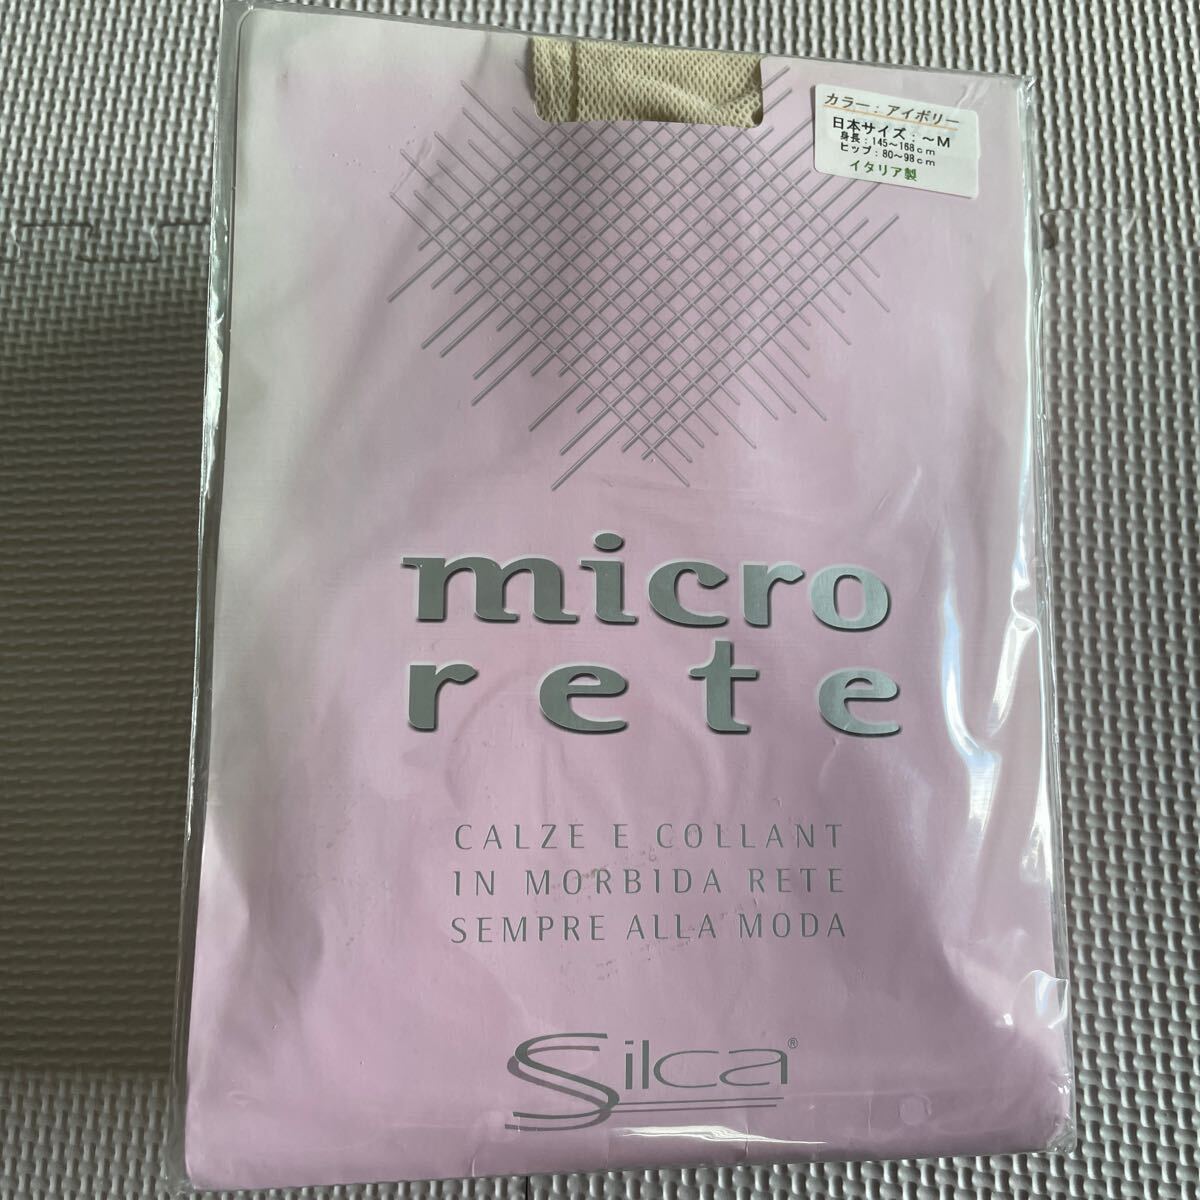 カラー：アイボリー
日本サイズ：～M
身長：145～168cm
ヒップ：80～98cm
イタリア製
micro
rete
CALZE E COLLANT
IN MORBIDA RETE
SEMPRE ALLA MODA
Silca®